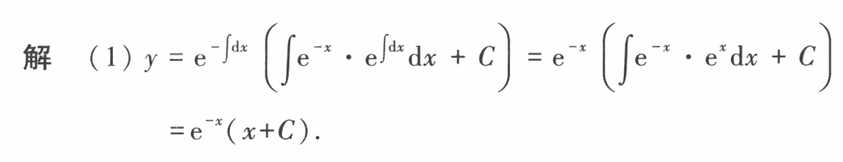 解 (1) y = e^{-∫dx} (∫e^{-x} · e^{∫dx}dx + C) = e^{-x} (∫e^{-x} · e^{x}dx + C)
=e^{-x}(x+C).